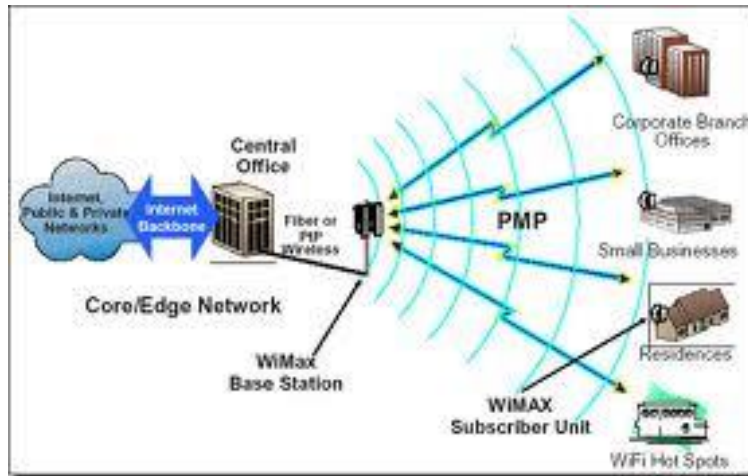 Internet,
Public & Private
Networks
Internet
Backbone
Central
Office
Fiber or
PtP
Wireless
Core/Edge Network
WiMax
Base Station
PMP
WiMAX
Subscriber Unit
Corporate Branch
Offices
Small Businesses
Residences
WiFi Hot Spots